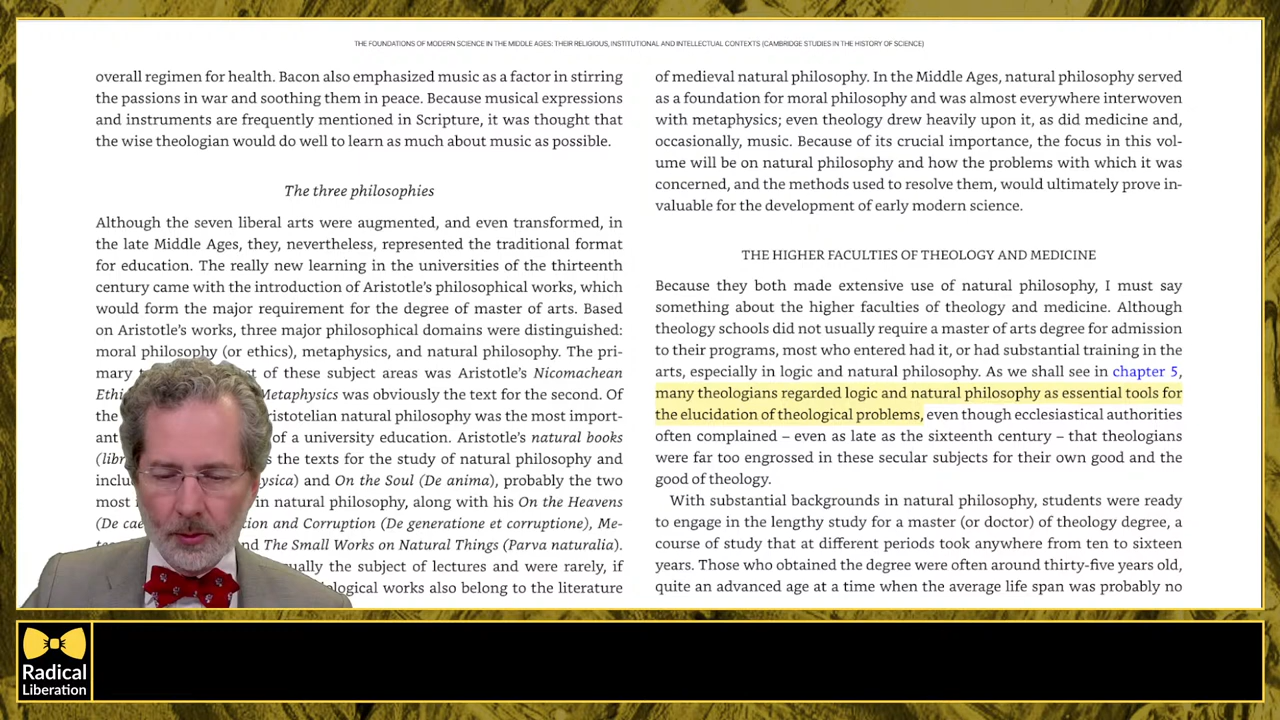 THE FOUNDATIONS OF MODERN SCIENCE IN THE MIDDLE AGES: THEIR RELIGIOUS, INSTITUTIONAL AND INTELLECTUAL CONTEXTS (CAMBRIDGE STUDIES IN THE HISTORY OF SCIENCE)
overall regimen for health. Bacon also emphasized music as a factor in stirring
the passions in war and soothing them in peace. Because musical expressions
and instruments are frequently mentioned in Scripture, it was thought that
the wise theologian would do well to learn as much about music as possible.
The three philosophies
Although the seven liberal arts were augmented, and even transformed, in
the late Middle Ages, they, nevertheless, represented the traditional format
for education. The really new learning in the universities of the thirteenth
century came with the introduction of Aristotle's philosophical works, which
would form the major requirement for the degree of master of arts. Based
on Aristotle's works, three major philosophical domains were distinguished:
moral philosophy (or ethics), metaphysics, and natural philosophy. The pri-
mary of these subject areas was Aristotle's Nicomachean
Metaphysics was obviously the text for the second. Of
the Aristotelian natural philosophy was the most import-
ant of a university education. Aristotle's natural books
the texts for the study of natural philosophy and
and On the Soul (De anima), probably the two
most in natural philosophy, along with his On the Heavens
(De and Corruption (De generatione et corruptione), Me-
and The Small Works on Natural Things (Parva naturalia).
the subject of lectures and were rarely, if
works also belong to the literature
of medieval natural philosophy. In the Middle Ages, natural philosophy served
as a foundation for moral philosophy and was almost everywhere interwoven
with metaphysics; even theology drew heavily upon it, as did medicine and,
occasionally, music. Because of its crucial importance, the focus in this vol-
ume will be on natural philosophy and how the problems with which it was
concerned, and the methods used to resolve them, would ultimately prove in-
valuable for the development of early modern science.
THE HIGHER FACULTIES OF THEOLOGY AND MEDICINE
Because they both made extensive use of natural philosophy, I must say
something about the higher faculties of theology and medicine. Although
theology schools did not usually require a master of arts degree for admission
to their programs, most who entered had it, or had substantial training in the
arts, especially in logic and natural philosophy. As we shall see in chapter 5,
many theologians regarded logic and natural philosophy as essential tools for
the elucidation of theological problems, even though ecclesiastical authorities
often complained – even as late as the sixteenth century – that theologians
were far too engrossed in these secular subjects for their own good and the
good of theology.
With substantial backgrounds in natural philosophy, students were ready
to engage in the lengthy study for a master (or doctor) of theology degree, a
course of study that at different periods took anywhere from ten to sixteen
years. Those who obtained the degree were often around thirty-five years old,
quite an advanced age at a time when the average life span was probably no
Radical
Liberation